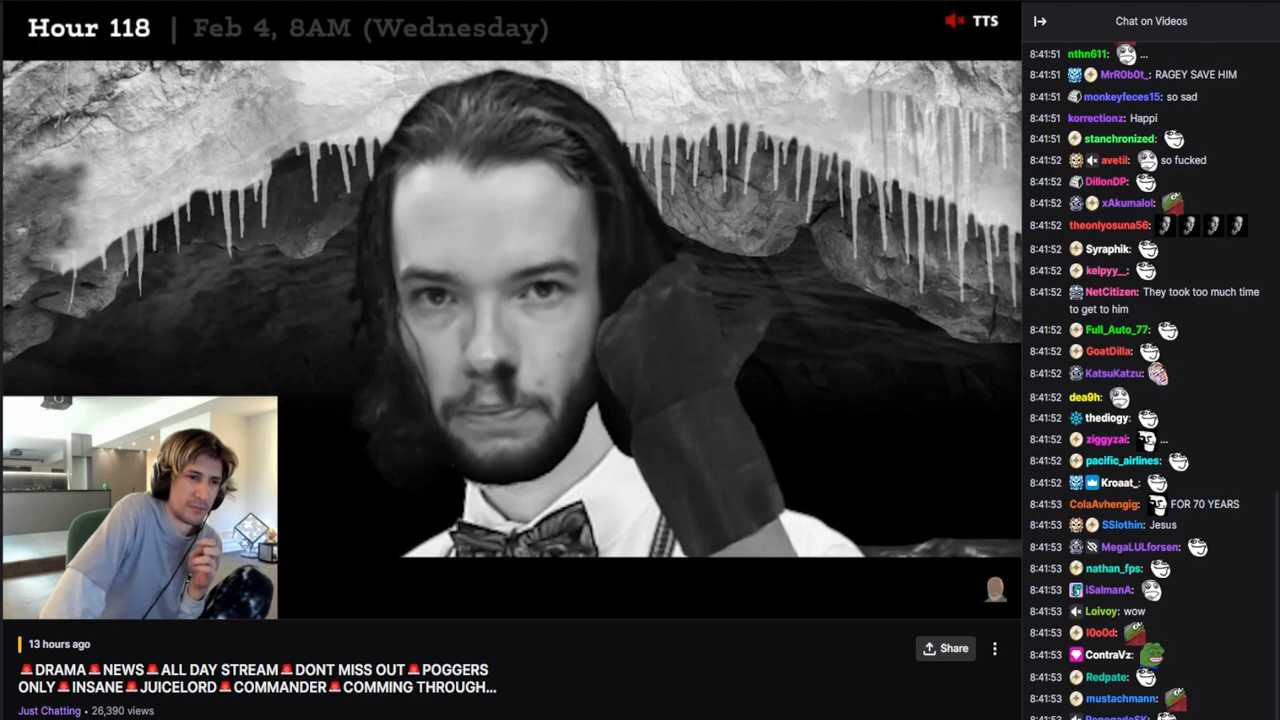 Hour 118 | Feb 4, 8AM (Wednesday)
TTS
13 hours ago
Share
DRAMA NEWS ALL DAY STREAM DONT MISS OUT POGGERS
ONLY INSANE JUICELORD COMMANDER COMMING THROUGH...
Just Chatting • 26,390 views
Chat on Videos
8:41:51 nthn611: ...
8:41:51 MrR0b0t_: RAGEY SAVE HIM
8:41:51 monkeyfeces15: so sad
8:41:51 korrectionz: Happi
8:41:51 stanchronized:
8:41:52 avetil: so fucked
8:41:52 DillonDP:
8:41:52 xAkumalol:
8:41:52 theonlyosuna56:
8:41:52 Syraphik:
8:41:52 kelpyy__:
8:41:52 NetCitizen: They took too much time
to get to him
8:41:52 Full_Auto_77:
8:41:52 GoatDilla:
8:41:52 KatsuKatzu:
8:41:52 dea9h:
8:41:52 thediogy:
8:41:52 ziggyzai: ...
8:41:52 pacific_airlines:
8:41:52 Kroaat_:
8:41:53 ColaAvhengig: FOR 70 YEARS
8:41:53 SSlothin: Jesus
8:41:53 MegaLULforsen:
8:41:53 nathan_fps:
8:41:53 iSalmanA:
8:41:53 Loivoy: wow
8:41:53 l0o0d:
8:41:53 ContraVz:
8:41:53 Redpate:
8:41:53 mustachmann:
8:41:53